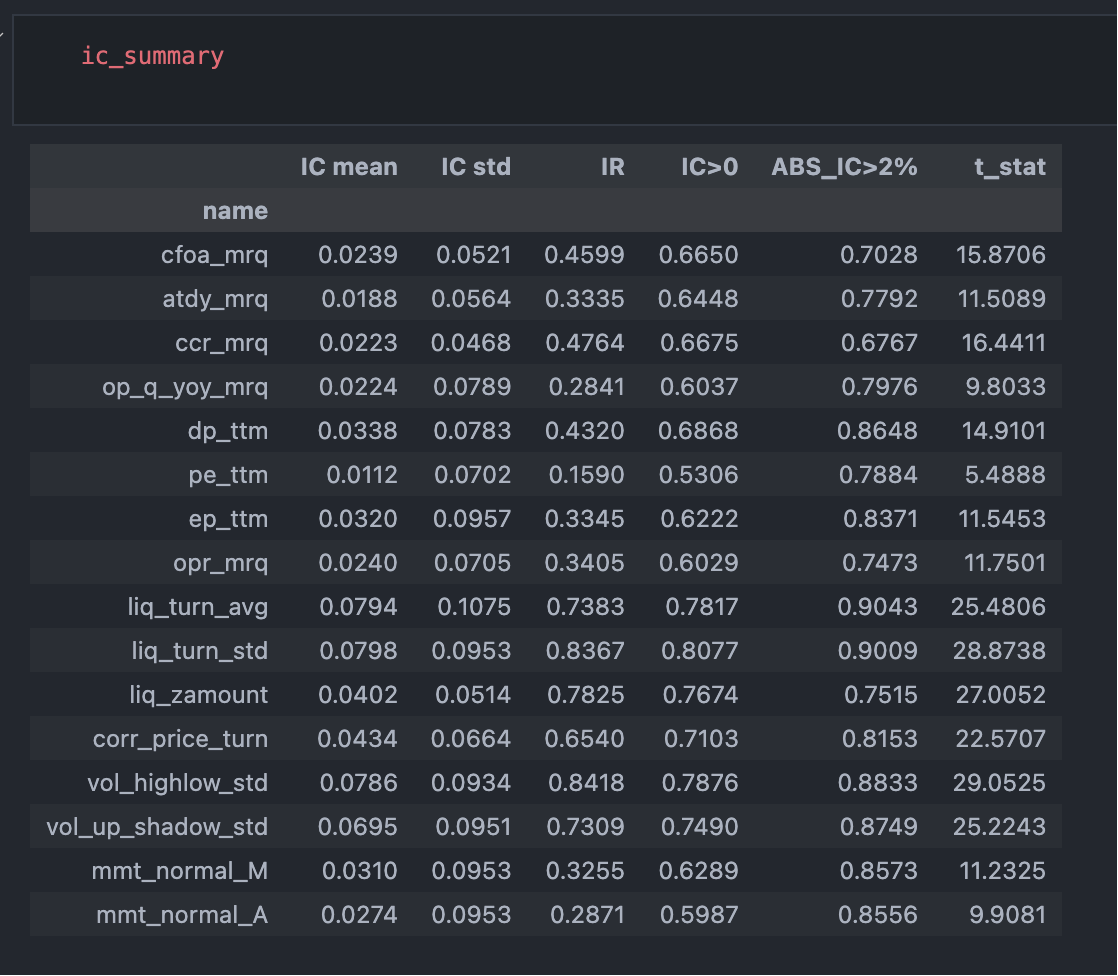 ic_summary
IC mean IC std IR IC>0 ABS_IC>2% t_stat
name
cfoa_mrq 0.0239 0.0521 0.4599 0.6650 0.7028 15.8706
atdy_mrq 0.0188 0.0564 0.3335 0.6448 0.7792 11.5089
ccr_mrq 0.0223 0.0468 0.4764 0.6675 0.6767 16.4411
op_q_yoy_mrq 0.0224 0.0789 0.2841 0.6037 0.7976 9.8033
dp_ttm 0.0338 0.0783 0.4320 0.6868 0.8648 14.9101
pe_ttm 0.0112 0.0702 0.1590 0.5306 0.7884 5.4888
ep_ttm 0.0320 0.0957 0.3345 0.6222 0.8371 11.5453
opr_mrq 0.0240 0.0705 0.3405 0.6029 0.7473 11.7501
liq_turn_avg 0.0794 0.1075 0.7383 0.7817 0.9043 25.4806
liq_turn_std 0.0798 0.0953 0.8367 0.8077 0.9009 28.8738
liq_zamount 0.0402 0.0514 0.7825 0.7674 0.7515 27.0052
corr_price_turn 0.0434 0.0664 0.6540 0.7103 0.8153 22.5707
vol_highlow_std 0.0786 0.0934 0.8418 0.7876 0.8833 29.0525
vol_up_shadow_std 0.0695 0.0951 0.7309 0.7490 0.8749 25.2243
mmt_normal_M 0.0310 0.0953 0.3255 0.6289 0.8573 11.2325
mmt_normal_A 0.0274 0.0953 0.2871 0.5987 0.8556 9.9081